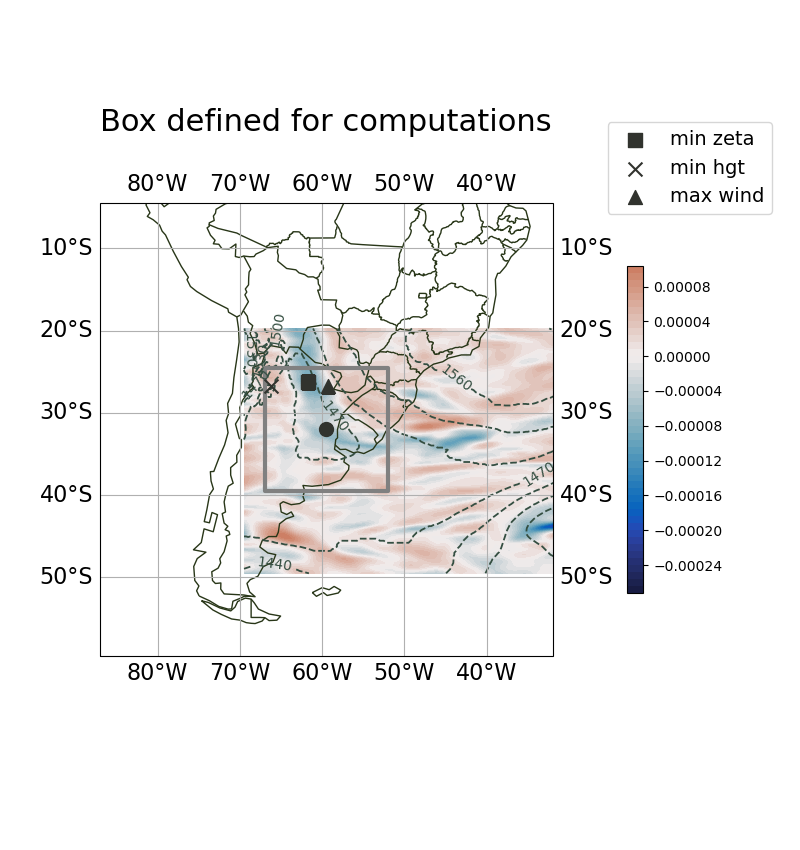 Box defined for computations
min zeta
min hgt
max wind
80°W 70°W 60°W 50°W 40°W
10°S 10°S
20°S 20°S
30°S 30°S
40°S 40°S
50°S 50°S
80°W 70°W 60°W 50°W 40°W
1500
1560
1470
1470
1440
0.00008
0.00004
0.00000
−0.00004
−0.00008
−0.00012
−0.00016
−0.00020
−0.00024